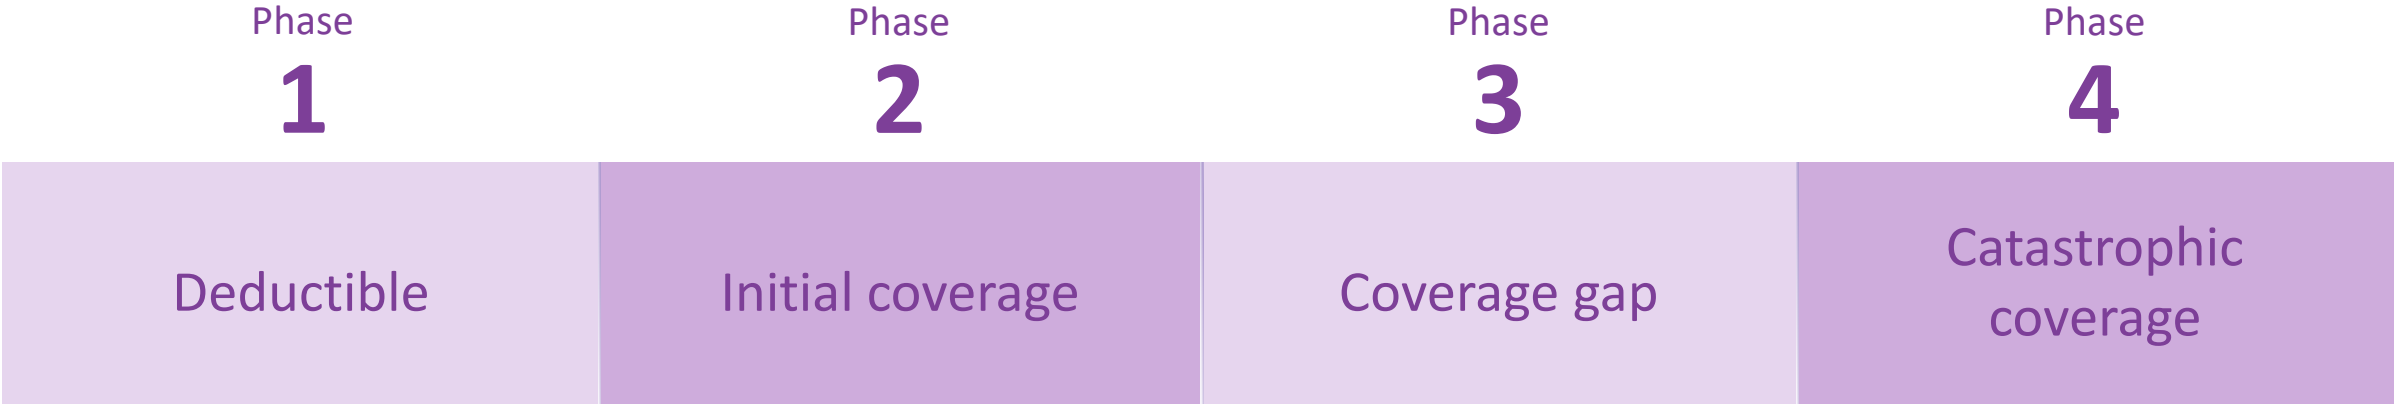 Phase
1
Deductible
Phase
2
Initial coverage
Phase
3
Coverage gap
Phase
4
Catastrophic
coverage